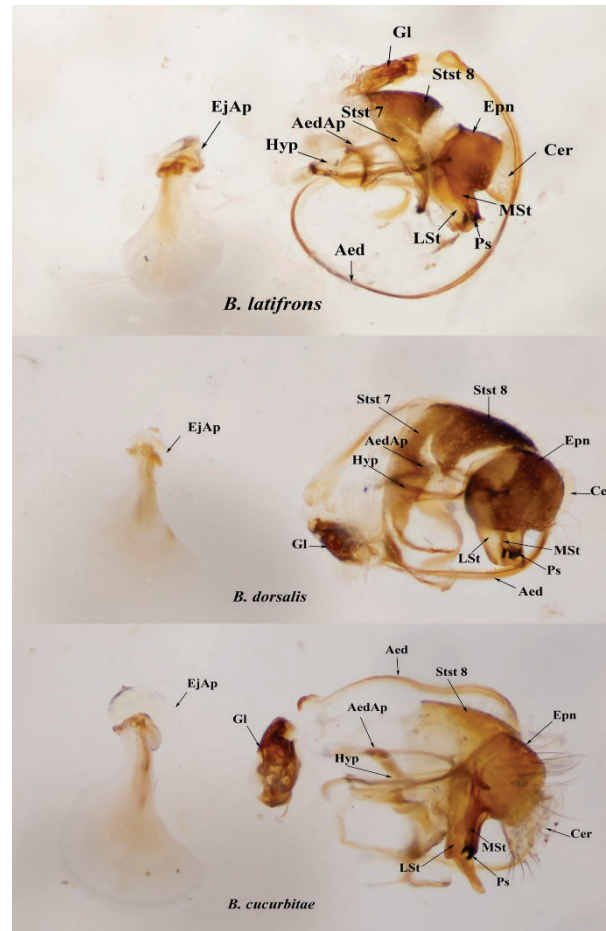 Gl
Stst 8
EjAp
Stst 7
Epn
AedAp
Hyp
Cer
MSt
LSt
Ps
Aed
B. latifrons
Stst 7
Stst 8
EjAp
AedAp
Epn
Hyp
Ce
Gl
LSt
MSt
Ps
Aed
B. dorsalis
Aed
Stst 8
EjAp
Gl
AedAp
Epn
Hyp
Cer
MSt
LSt
Ps
B. cucurbitae